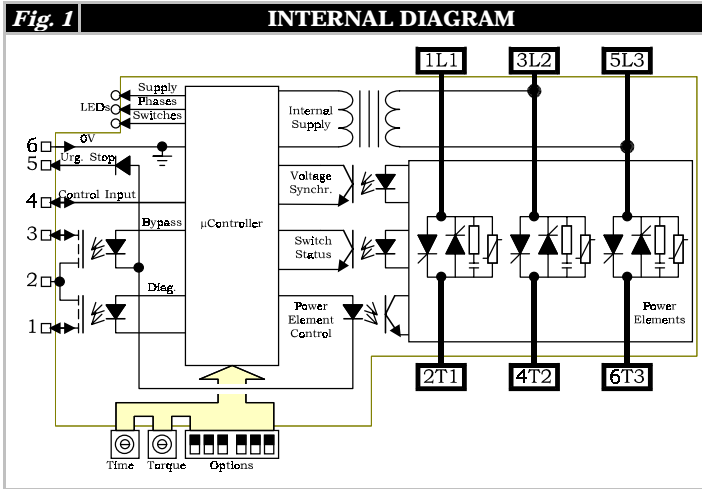 Fig. 1 INTERNAL DIAGRAM
1L1 3L2 5L3
Supply
LEDs Phases
Switches
Internal
Supply
6 0V
5 Urg. Stop
4 Control Input
Voltage
Synchr.
3 Bypass
µController
Switch
Status
2
Diag.
1
Power
Element
Control
Power
Elements
2T1 4T2 6T3
Time Torque Options